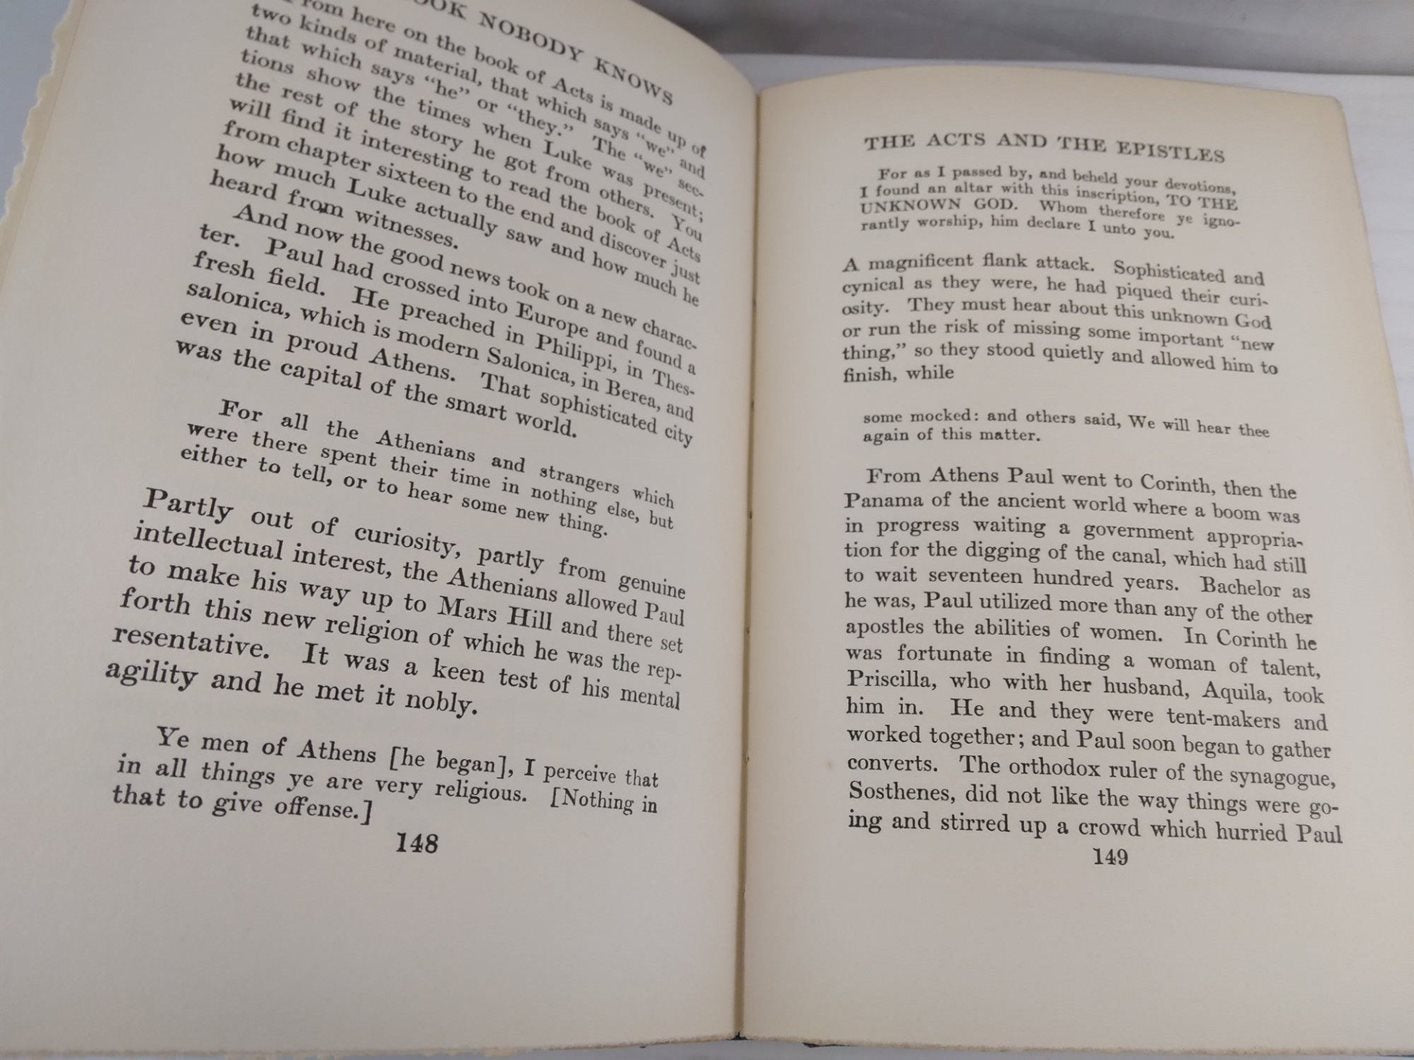 BOOK NOBODY KNOWS
From here on the book of Acts is made up of
two kinds of material, that which says "we" and
that which says "he" or "they." The "we" sec-
tions show the times when Luke was present;
the rest of the story he got from others. You
will find it interesting to read the book of Acts
from chapter sixteen to the end and discover just
how much Luke actually saw and how much he
heard from witnesses.
And now the good news took on a new charac-
ter. Paul had crossed into Europe and found a
fresh field. He preached in Philippi, in Thes-
salonica, which is modern Salonica, in Berea, and
even in proud Athens. That sophisticated city
was the capital of the smart world.
For all the Athenians and strangers which
were there spent their time in nothing else, but
either to tell, or to hear some new thing.
Partly out of curiosity, partly from genuine
intellectual interest, the Athenians allowed Paul
to make his way up to Mars Hill and there set
forth this new religion of which he was the rep-
resentative. It was a keen test of his mental
agility and he met it nobly.
Ye men of Athens [he began], I perceive that
in all things ye are very religious. [Nothing in
that to give offense.]
148
THE ACTS AND THE EPISTLES
For as I passed by, and beheld your devotions,
I found an altar with this inscription, TO THE
UNKNOWN GOD. Whom therefore ye igno-
rantly worship, him declare I unto you.
A magnificent flank attack. Sophisticated and
cynical as they were, he had piqued their curi-
osity. They must hear about this unknown God
or run the risk of missing some important "new
thing," so they stood quietly and allowed him to
finish, while
some mocked: and others said, We will hear thee
again of this matter.
From Athens Paul went to Corinth, then the
Panama of the ancient world where a boom was
in progress waiting a government appropria-
tion for the digging of the canal, which had still
to wait seventeen hundred years. Bachelor as
he was, Paul utilized more than any of the other
apostles the abilities of women. In Corinth he
was fortunate in finding a woman of talent,
Priscilla, who with her husband, Aquila, took
him in. He and they were tent-makers and
worked together; and Paul soon began to gather
converts. The orthodox ruler of the synagogue,
Sosthenes, did not like the way things were go-
ing and stirred up a crowd which hurried Paul
149